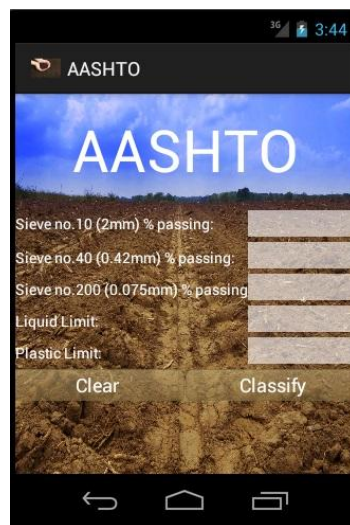 3G 3:44
AASHTO
AASHTO
Sieve no.10 (2mm) % passing:
Sieve no.40 (0.42mm) % passing:
Sieve no.200 (0.075mm) % passing
Liquid Limit:
Plastic Limit:
Clear Classify